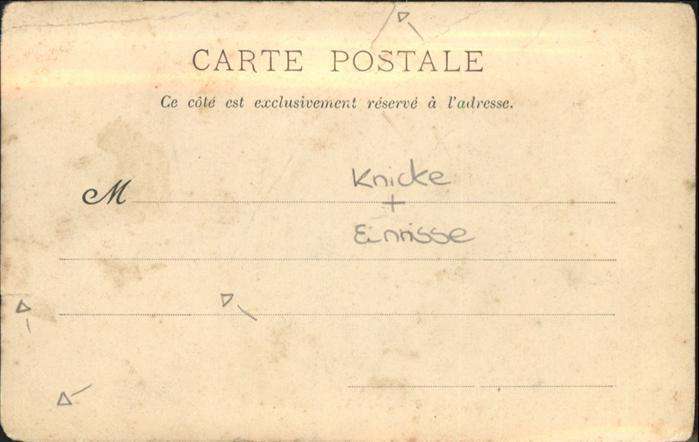 CARTE POSTALE
Ce côté est exclusivement réservé à l'adresse.
M
Knicke
+
Einrisse